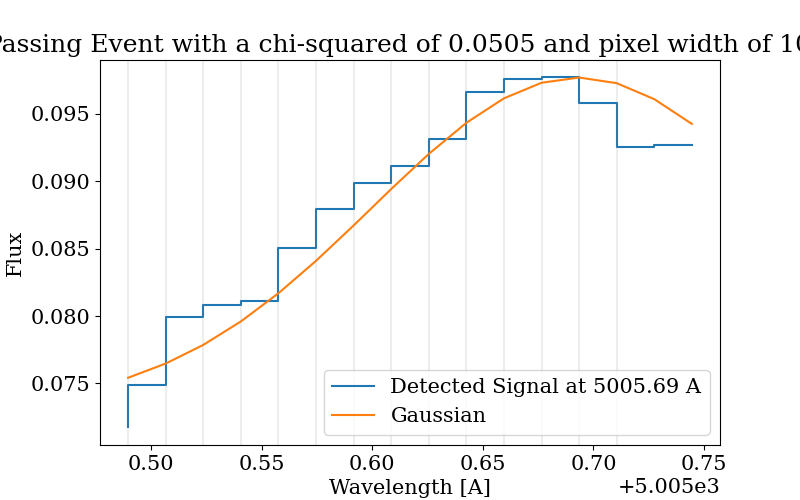 Passing Event with a chi-squared of 0.0505 and pixel width of 10
0.095
0.090
0.085
0.080
0.075
Flux
Detected Signal at 5005.69 A
Gaussian
0.50 0.55 0.60 0.65 0.70 0.75
Wavelength [A] +5.005e3